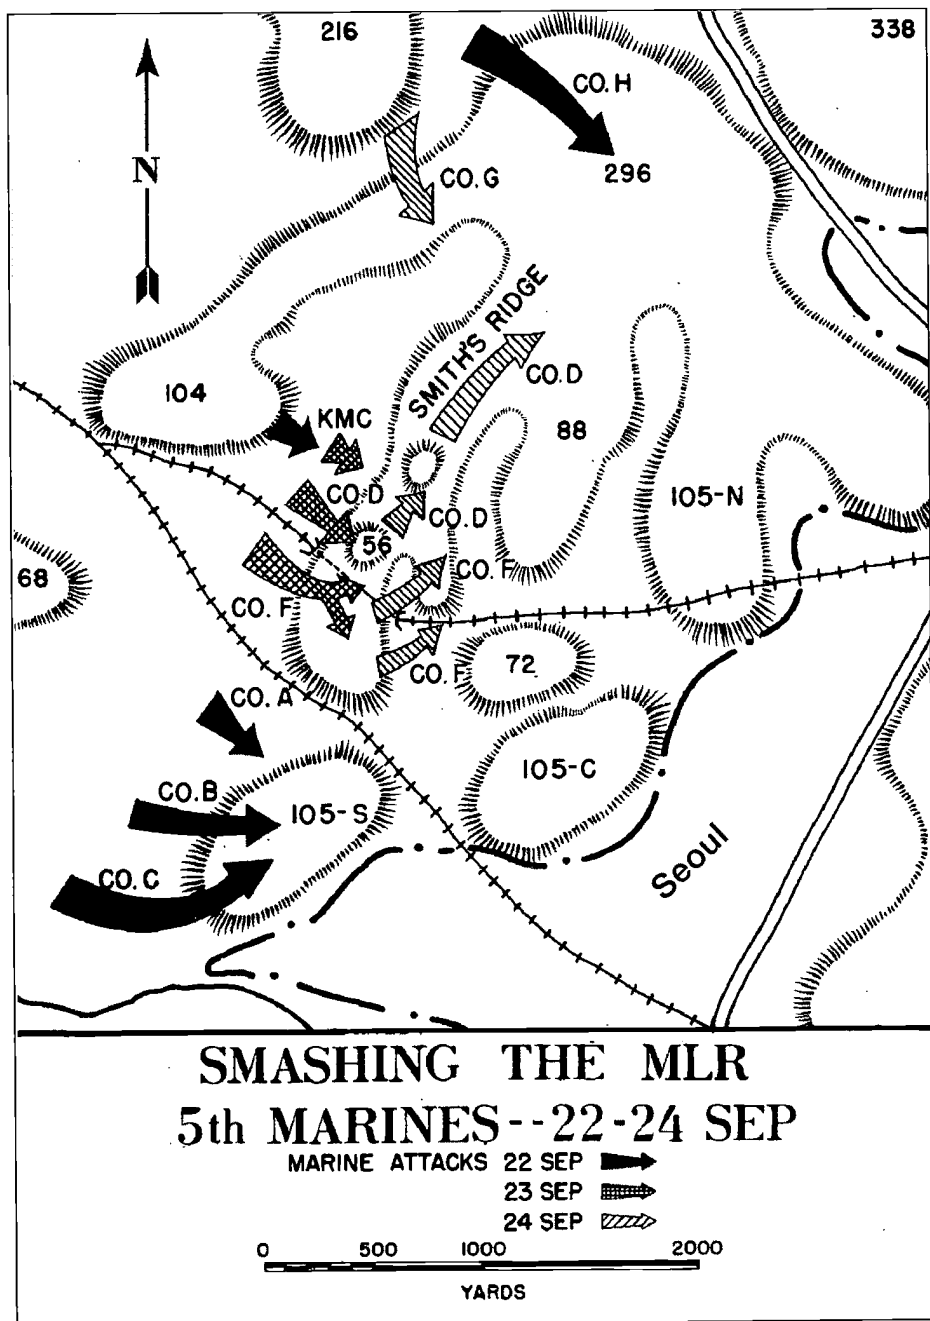 216
338
CO. H
N
CO. G
296
SMITH'S RIDGE
CO. D
104
KMC
88
CO. D
105-N
CO. D
56
68
CO. F
CO. F
72
CO. F
CO. A
105-C
CO. B
105-S
CO. C
Seoul
SMASHING THE MLR
5th MARINES--22-24 SEP
MARINE ATTACKS 22 SEP
23 SEP
24 SEP
0 500 1000 2000
YARDS